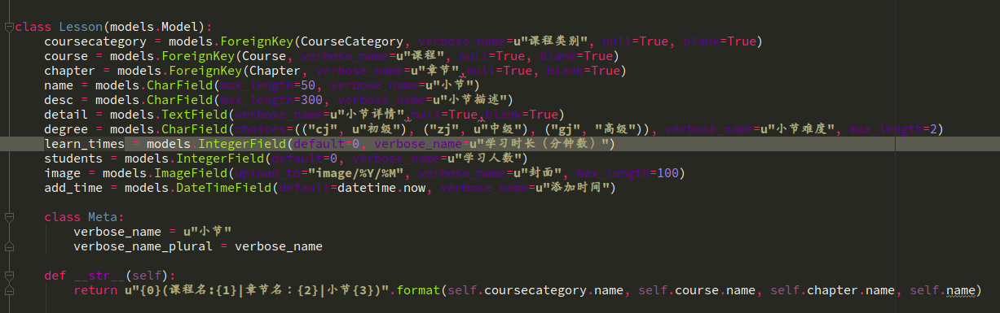 class Lesson(models.Model):
    coursecategory = models.ForeignKey(CourseCategory, verbose_name=u"课程类别", null=True, blank=True)
    course = models.ForeignKey(Course, verbose_name=u"课程", null=True, blank=True)
    chapter = models.ForeignKey(Chapter, verbose_name=u"章节",null=True, blank=True)
    name = models.CharField(max_length=50, verbose_name=u"小节")
    desc = models.CharField(max_length=300, verbose_name=u"小节描述")
    detail = models.TextField(verbose_name=u"小节详情",null=True,blank=True)
    degree = models.CharField(choices=(("cj", u"初级"), ("zj", u"中级"), ("gj", "高级")), verbose_name=u"小节难度", max_length=2)
    learn_times = models.IntegerField(default=0, verbose_name=u"学习时长（分钟数）")
    students = models.IntegerField(default=0, verbose_name=u"学习人数")
    image = models.ImageField(upload_to="image/%Y/%M", verbose_name=u"封面", max_length=100)
    add_time = models.DateTimeField(default=datetime.now, verbose_name=u"添加时间")
    class Meta:
        verbose_name = u"小节"
        verbose_name_plural = verbose_name
    def __str__(self):
        return u"{0}(课程名:{1}|章节名：{2}|小节{3})".format(self.coursecategory.name, self.course.name, self.chapter.name, self.name)